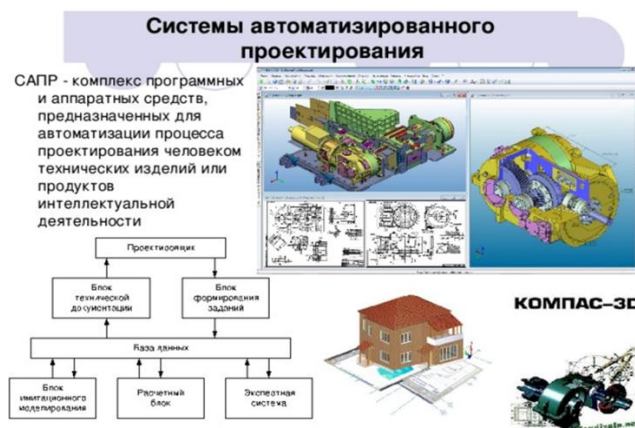 Системы автоматизированного
проектирования
САПР - комплекс программных
и аппаратных средств,
предназначенных для
автоматизации процесса
проектирования человеком
технических изделий или
продуктов
интеллектуальной
деятельности
Проектировщик
Блок
технической
документации
Блок
формирования
заданий
База данных
Блок
имитационного
моделирования
Расчетный
блок
Экспертная
система
КОМПАС–3D